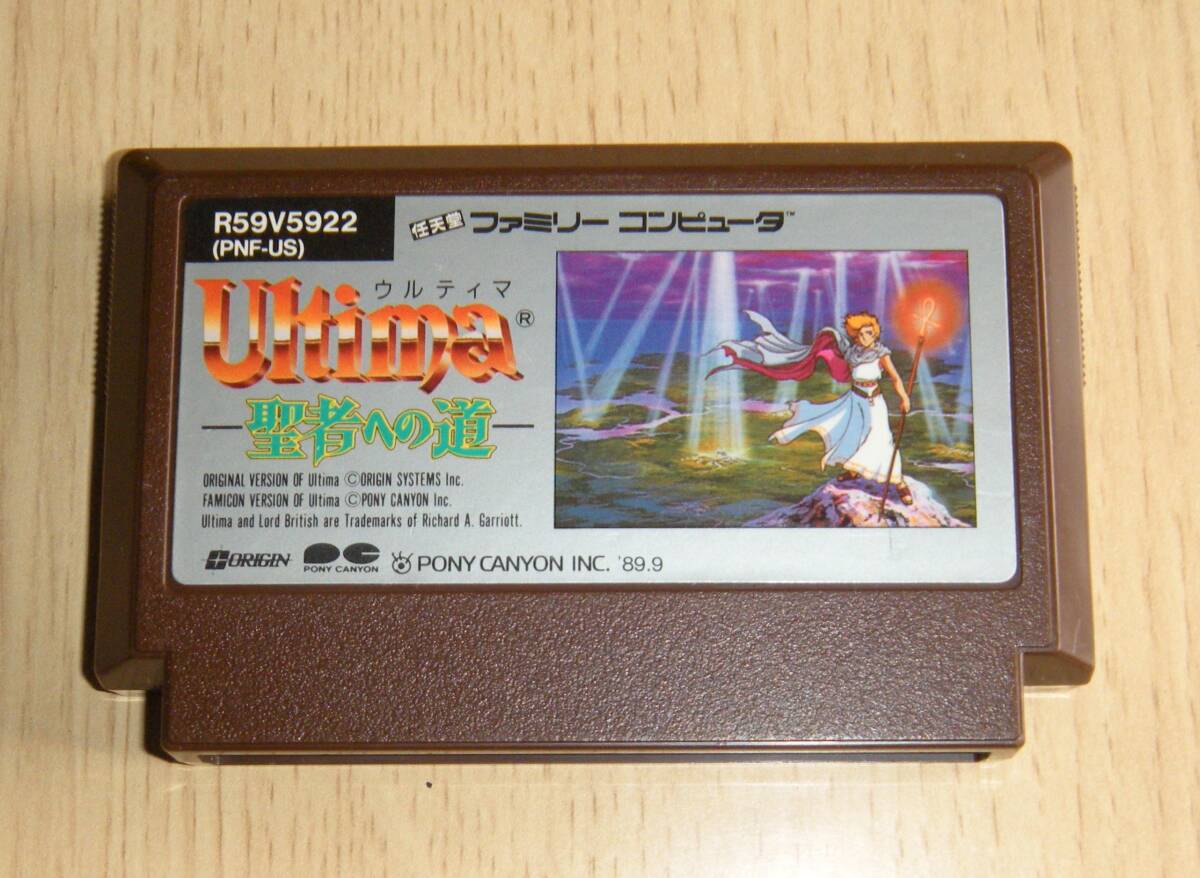 R59V5922
(PNF-US)
任天堂 ファミリー コンピュータ™
ウルティマ
Ultima®
聖者への道
ORIGINAL VERSION OF Ultima ©ORIGIN SYSTEMS Inc.
FAMICON VERSION OF Ultima ©PONY CANYON Inc.
Ultima and Lord British are Trademarks of Richard A. Garriott.
ORIGIN
PC
PONY CANYON
PONY CANYON INC. '89.9